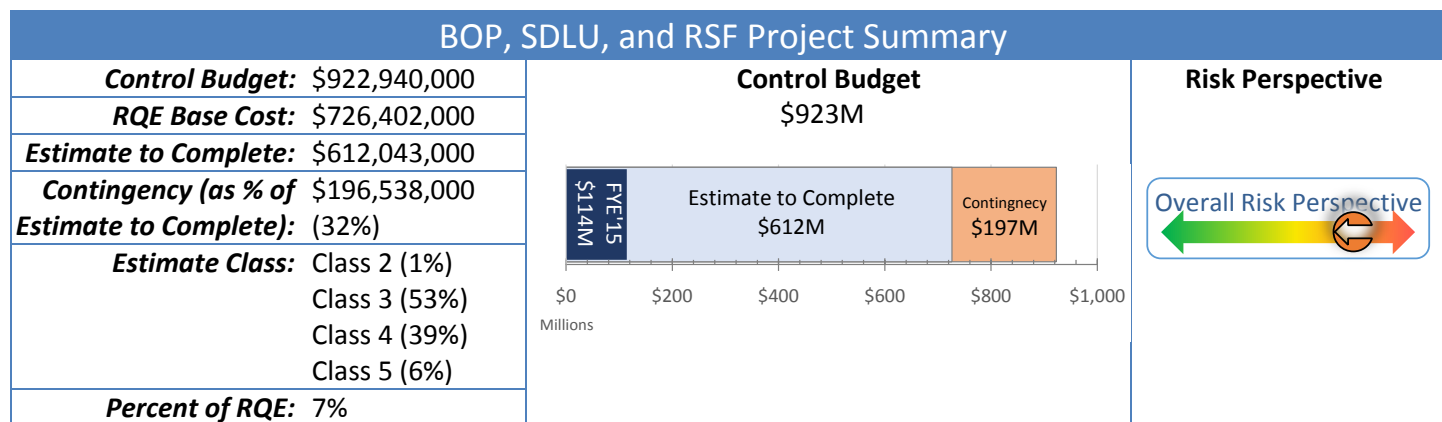 BOP, SDLU, and RSF Project Summary
Control Budget: $922,940,000
RQE Base Cost: $726,402,000
Estimate to Complete: $612,043,000
Contingency (as % of $196,538,000
Estimate to Complete): (32%)
Estimate Class: Class 2 (1%)
Class 3 (53%)
Class 4 (39%)
Class 5 (6%)
Percent of RQE: 7%
Control Budget
$923M
FYE'15
$114M
Estimate to Complete
$612M
Contingnecy
$197M
$0 $200 $400 $600 $800 $1,000
Millions
Risk Perspective
Overall Risk Perspective